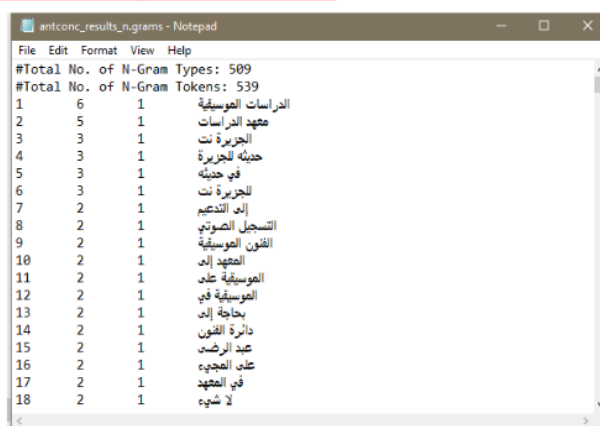 antconc_results_n.grams - Notepad
File Edit Format View Help
#Total No. of N-Gram Types: 509
#Total No. of N-Gram Tokens: 539
1 6 1 الدراسات الموسيقية
2 5 1 معهد الدراسات
3 3 1 الجزيرة نت
4 3 1 حديثه للجزيرة
5 3 1 في حديثه
6 3 1 للجزيرة نت
7 2 1 إلى التدعيم
8 2 1 التسجيل الصوتي
9 2 1 الفنون الموسيقية
10 2 1 المعهد إلى
11 2 1 الموسيقية على
12 2 1 الموسيقية في
13 2 1 بحاجة إلى
14 2 1 دائرة الفنون
15 2 1 عبد الرضى
16 2 1 على المجيء
17 2 1 في المعهد
18 2 1 لا شيء